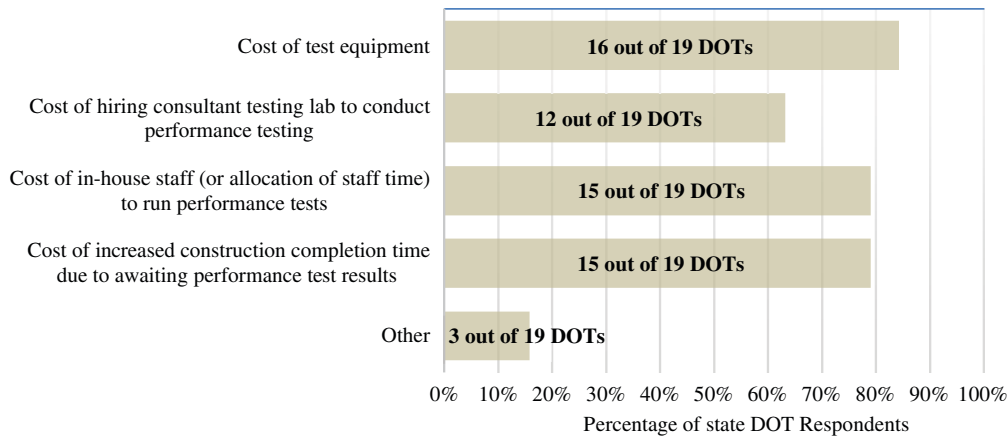 Cost of test equipment
16 out of 19 DOTs
Cost of hiring consultant testing lab to conduct
performance testing
12 out of 19 DOTs
Cost of in-house staff (or allocation of staff time)
to run performance tests
15 out of 19 DOTs
Cost of increased construction completion time
due to awaiting performance test results
15 out of 19 DOTs
Other
3 out of 19 DOTs
0% 10% 20% 30% 40% 50% 60% 70% 80% 90% 100%
Percentage of state DOT Respondents